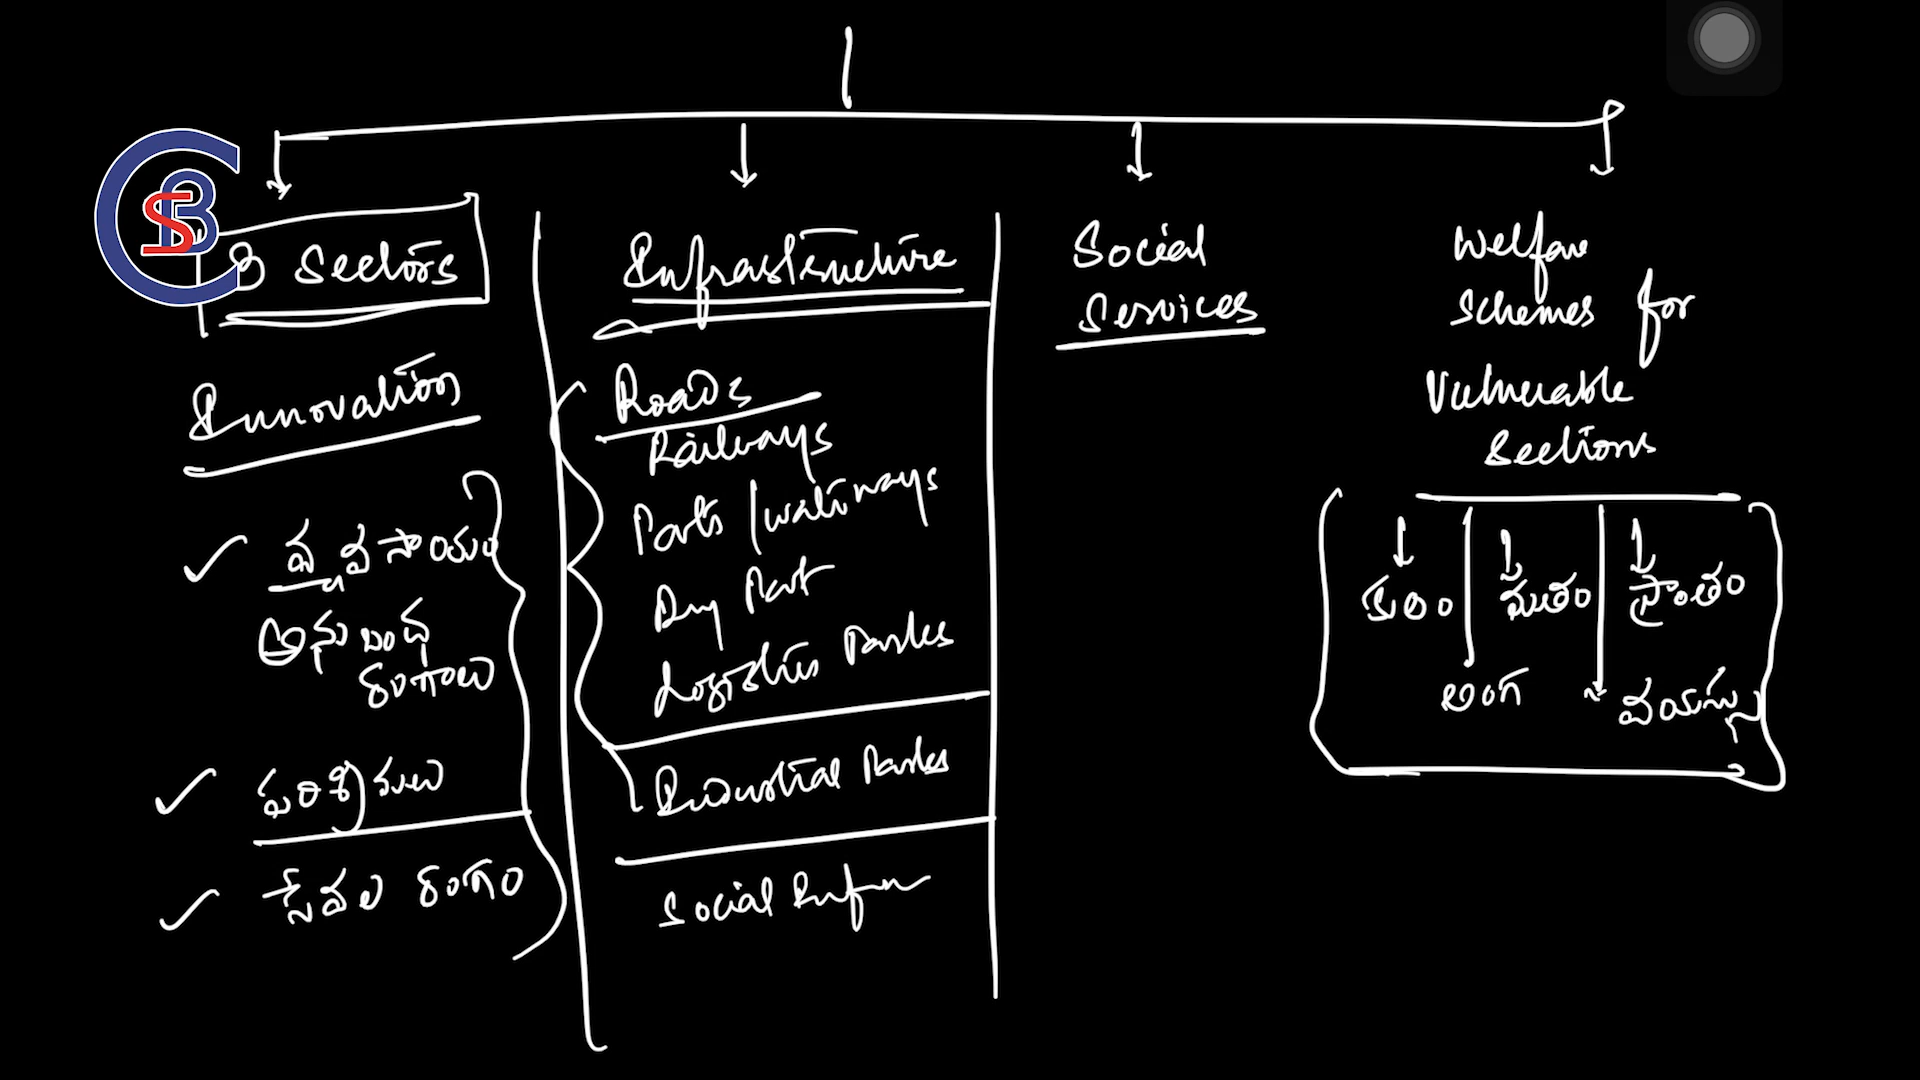 CSB
3 Sectors
Innovation
వ్యవసాయం
అనుబంధ
రంగాలు
పరిశ్రమలు
సేవల రంగం
Infrastructure
Roads
Railways
Ports / waterways
Dry Port
Logistics Parks
Industrial Parks
Social Infra
Social
Services
Welfare
Schemes for
Vulnerable
Sections
కులం మతం ప్రాంతం
లింగ వయస్సు